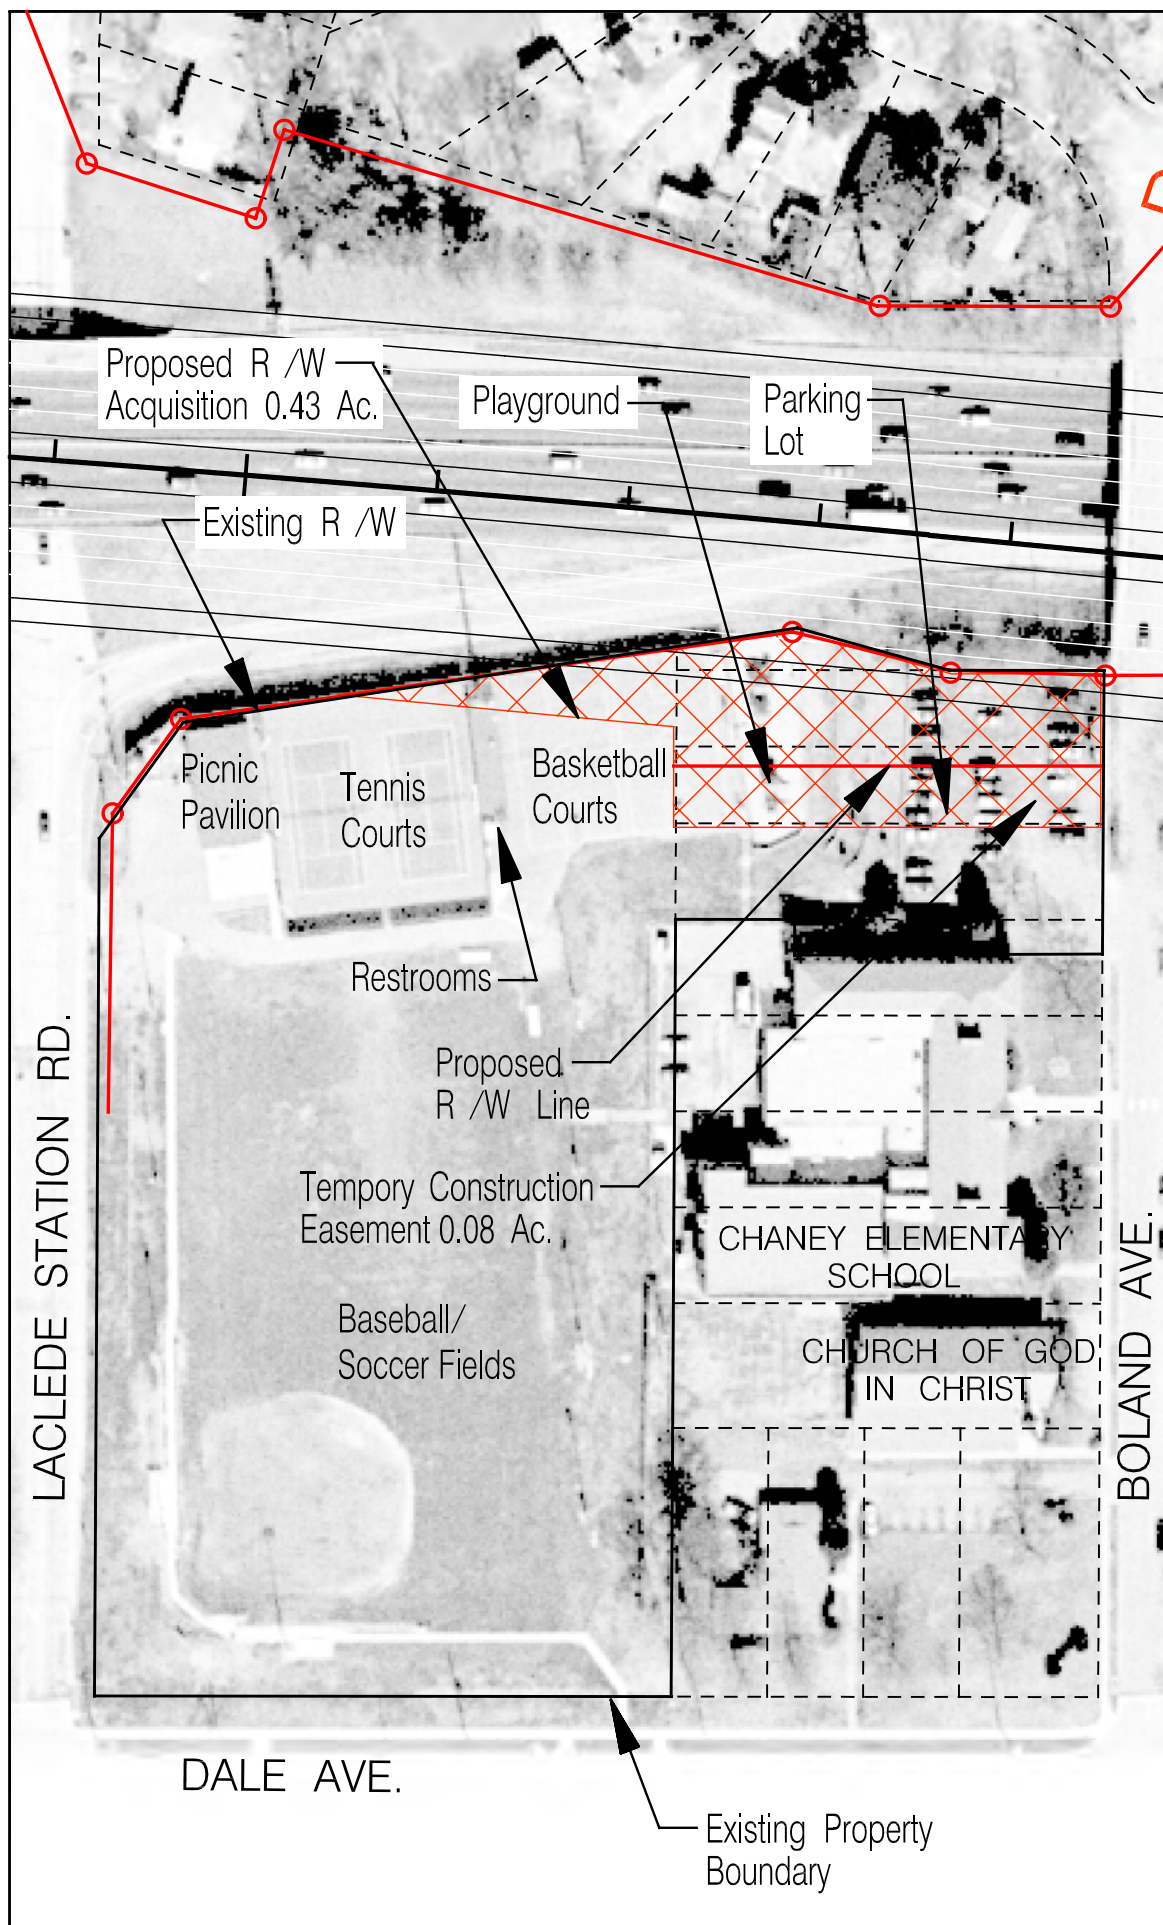 Proposed R /W
Acquisition 0.43 Ac.
Playground
Parking
Lot
Existing R /W
Picnic
Pavilion
Tennis
Courts
Basketball
Courts
Restrooms
Proposed
R /W Line
Tempory Construction
Easement 0.08 Ac.
CHANEY ELEMENTARY
SCHOOL
Baseball/
Soccer Fields
CHURCH OF GOD
IN CHRIST
LACLEDE STATION RD.
BOLAND AVE.
DALE AVE.
Existing Property
Boundary